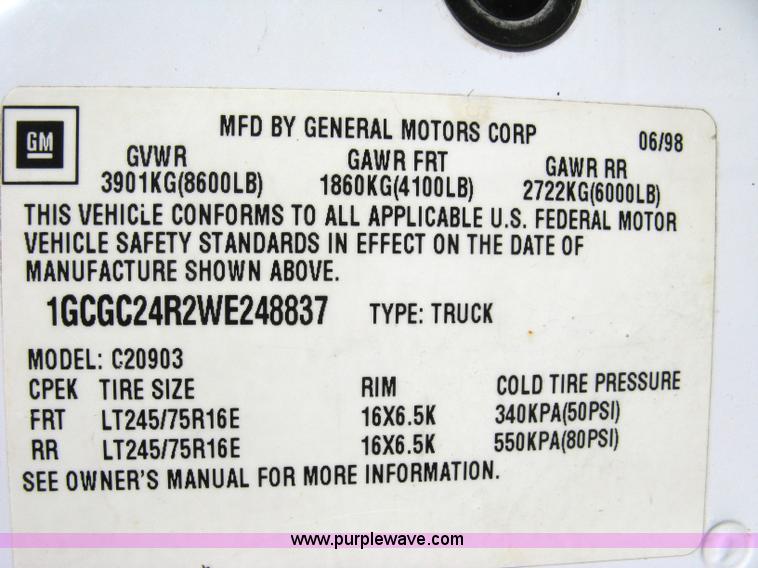 MFD BY GENERAL MOTORS CORP 06/98
GM
GVWR GAWR FRT GAWR RR
3901KG(8600LB) 1860KG(4100LB) 2722KG(6000LB)
THIS VEHICLE CONFORMS TO ALL APPLICABLE U.S. FEDERAL MOTOR
VEHICLE SAFETY STANDARDS IN EFFECT ON THE DATE OF
MANUFACTURE SHOWN ABOVE.
1GCGC24R2WE248837 TYPE: TRUCK
MODEL: C20903
CPEK TIRE SIZE RIM COLD TIRE PRESSURE
FRT LT245/75R16E 16X6.5K 340KPA(50PSI)
RR LT245/75R16E 16X6.5K 550KPA(80PSI)
SEE OWNER'S MANUAL FOR MORE INFORMATION.
www.purplewave.com